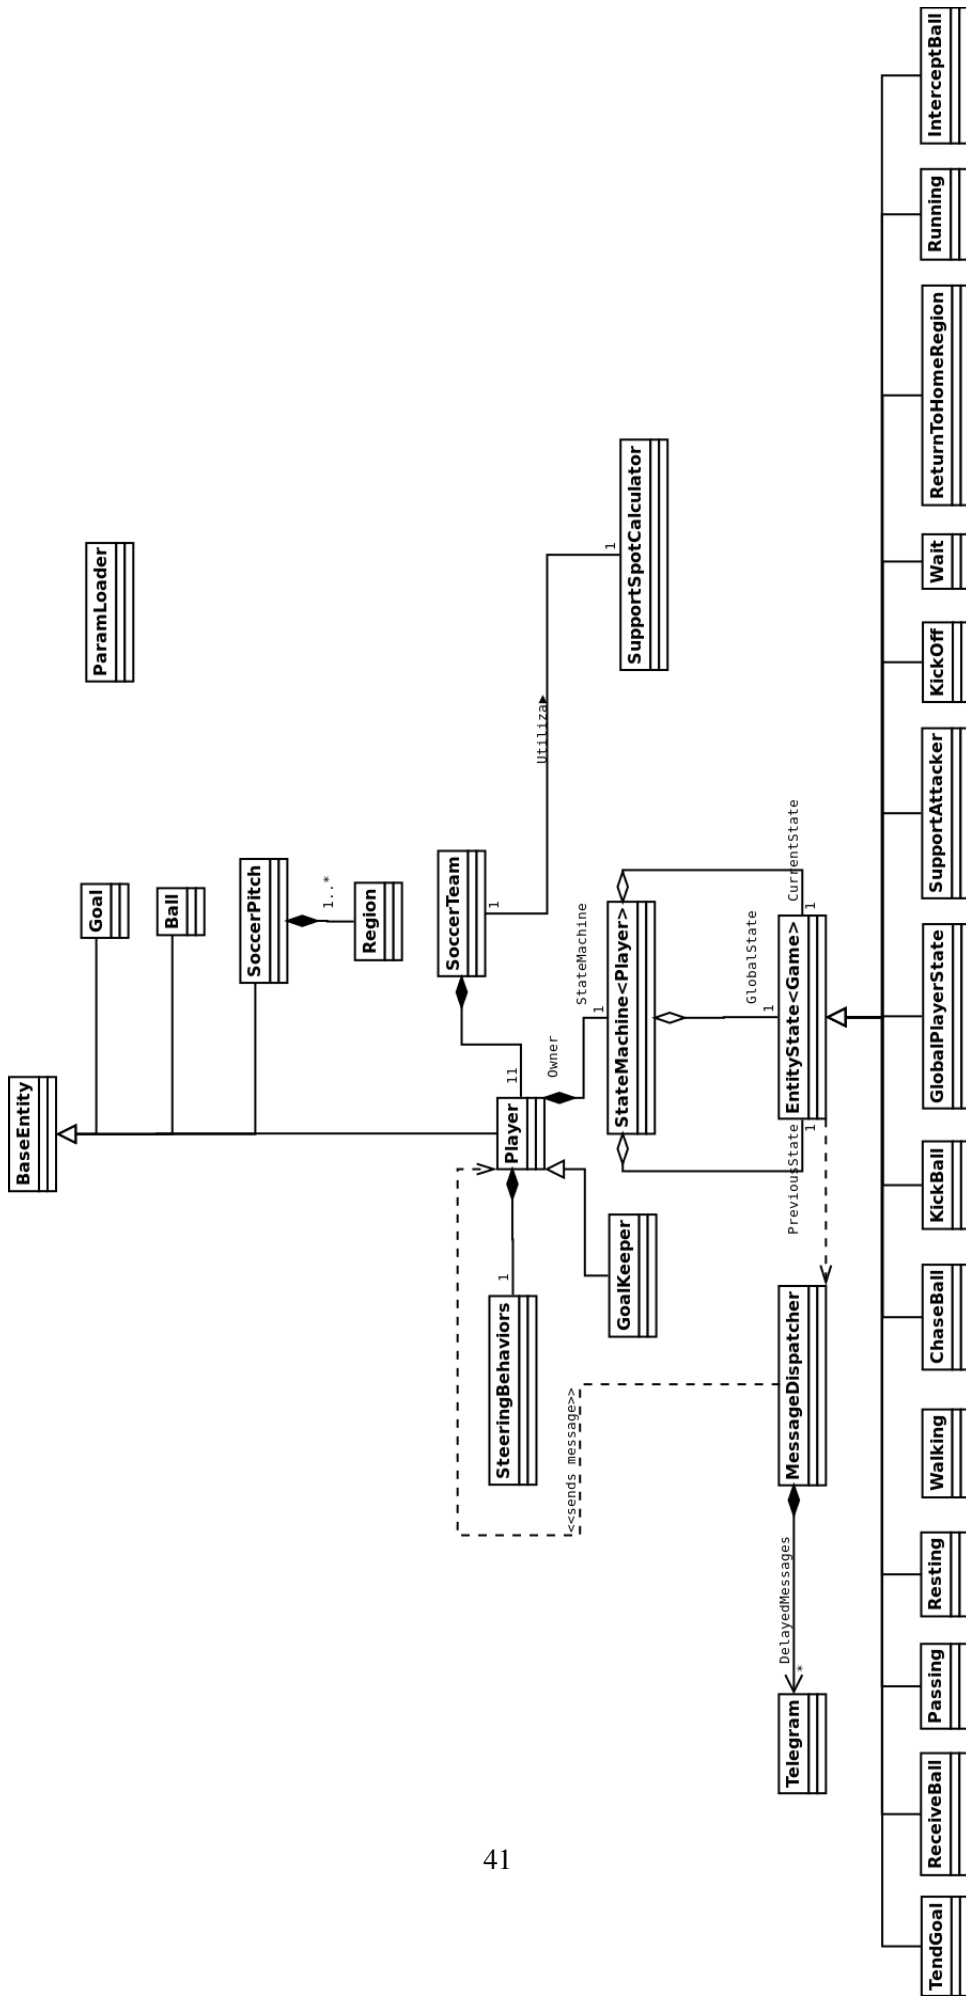 BaseEntity
Goal
Ball
ParamLoader
SoccerPitch
1..*
Region
SoccerTeam
1
Utiliza▶
1
SupportSpotCalculator
11
Player
Owner
StateMachine
1
SteeringBehaviors
1
GoalKeeper
StateMachine<Player>
GlobalState
1
CurrentState
1
PreviousState
1
EntityState<Game>
<<sends message>>
MessageDispatcher
DelayedMessages
*
Telegram
TendGoal
ReceiveBall
Passing
Resting
Walking
ChaseBall
KickBall
GlobalPlayerState
SupportAttacker
KickOff
Wait
ReturnToHomeRegion
Running
InterceptBall
41